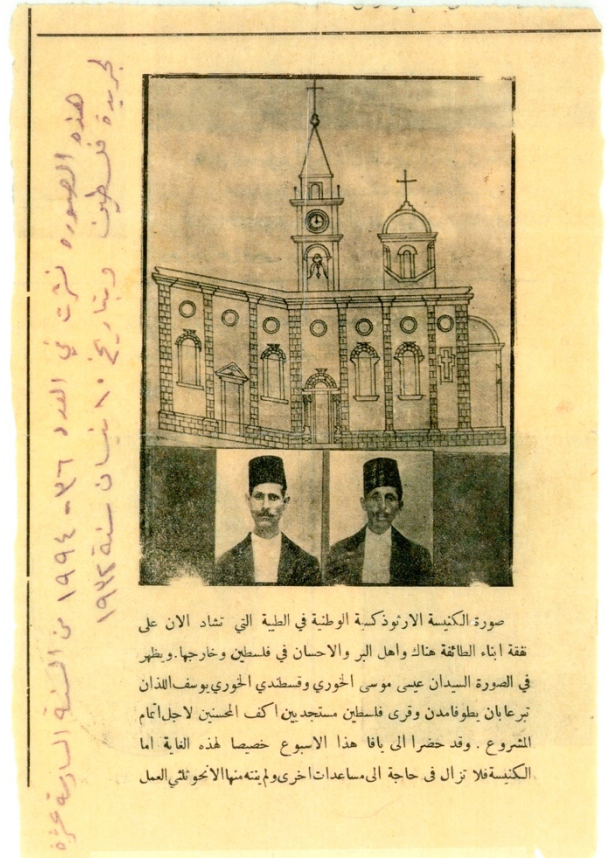 صورة الكنيسة الارثوذكسية الوطنية في الطيبة التي تشاد الان على
نفقة ابناء الطائفة هناك واهل البر والاحسان في فلسطين وخارجها. ويظهر
في الصورة السيدان عيسى موسى الخوري وقسطندي الخوري يوسف اللذان
تبرعا بان يطوفا مدن وقرى فلسطين مستجديين اكف المحسنين لاجل اتمام
المشروع. وقد حضرا الى يافا هذا الاسبوع خصيصا لهذه الغاية اما
الكنيسة فلا تزال في حاجة الى مساعدات اخرى ولم ينته منها الا نحو ثلثي العمل
هذه الصوره نشرت في العدد ٣٦-١٩٩٤ من السنة السادسة عشرة
لجريدة فلسطين وبتاريخ نيسان سنة ١٩٣٢